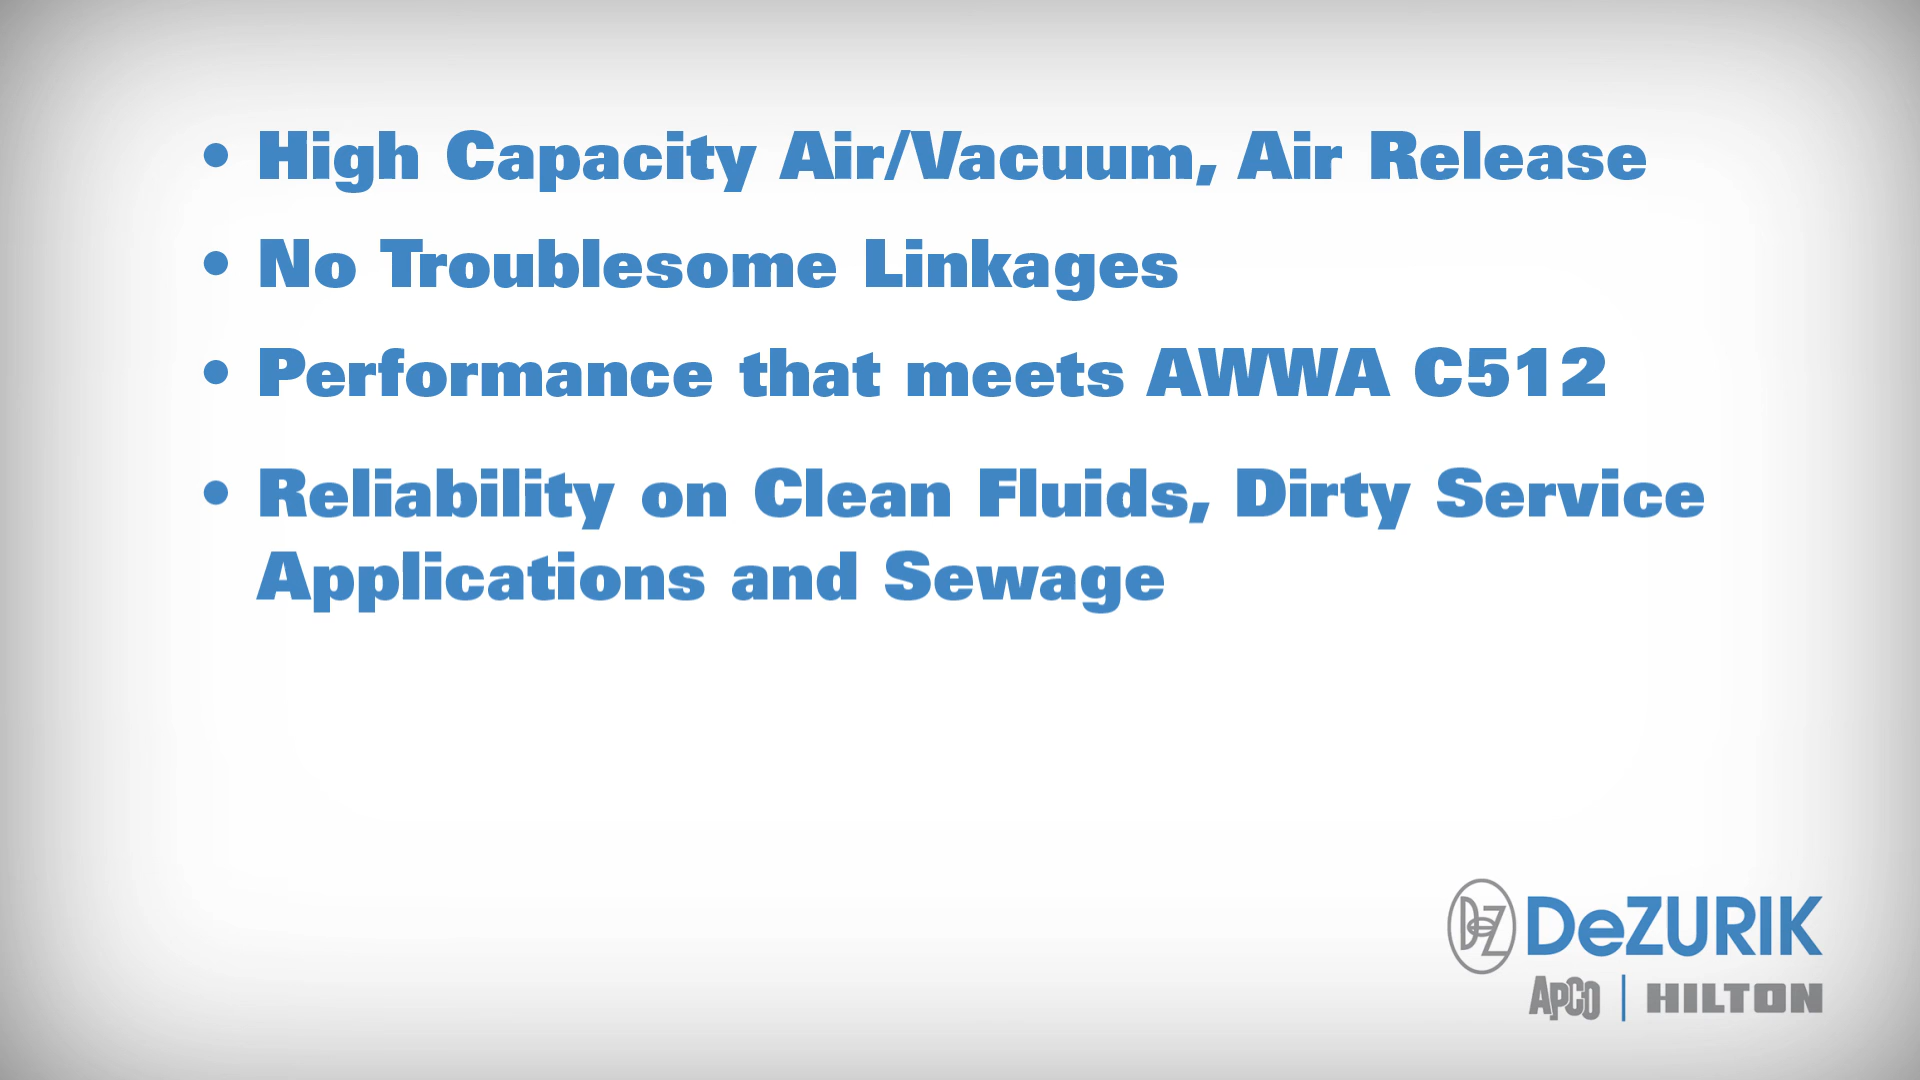 • High Capacity Air/Vacuum, Air Release
• No Troublesome Linkages
• Performance that meets AWWA C512
• Reliability on Clean Fluids, Dirty Service
Applications and Sewage
DeZ DeZURIK
APCO | HILTON